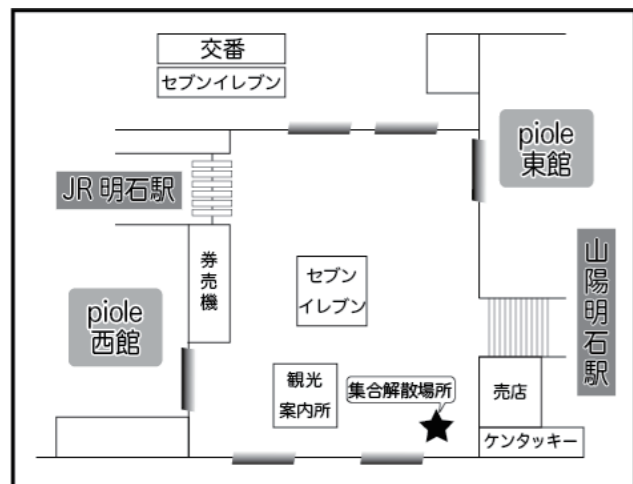 交番
セブンイレブン
piole
東館
JR 明石駅
券売機
セブン
イレブン
山陽明石駅
piole
西館
観光
案内所
集合解散場所
売店
ケンタッキー